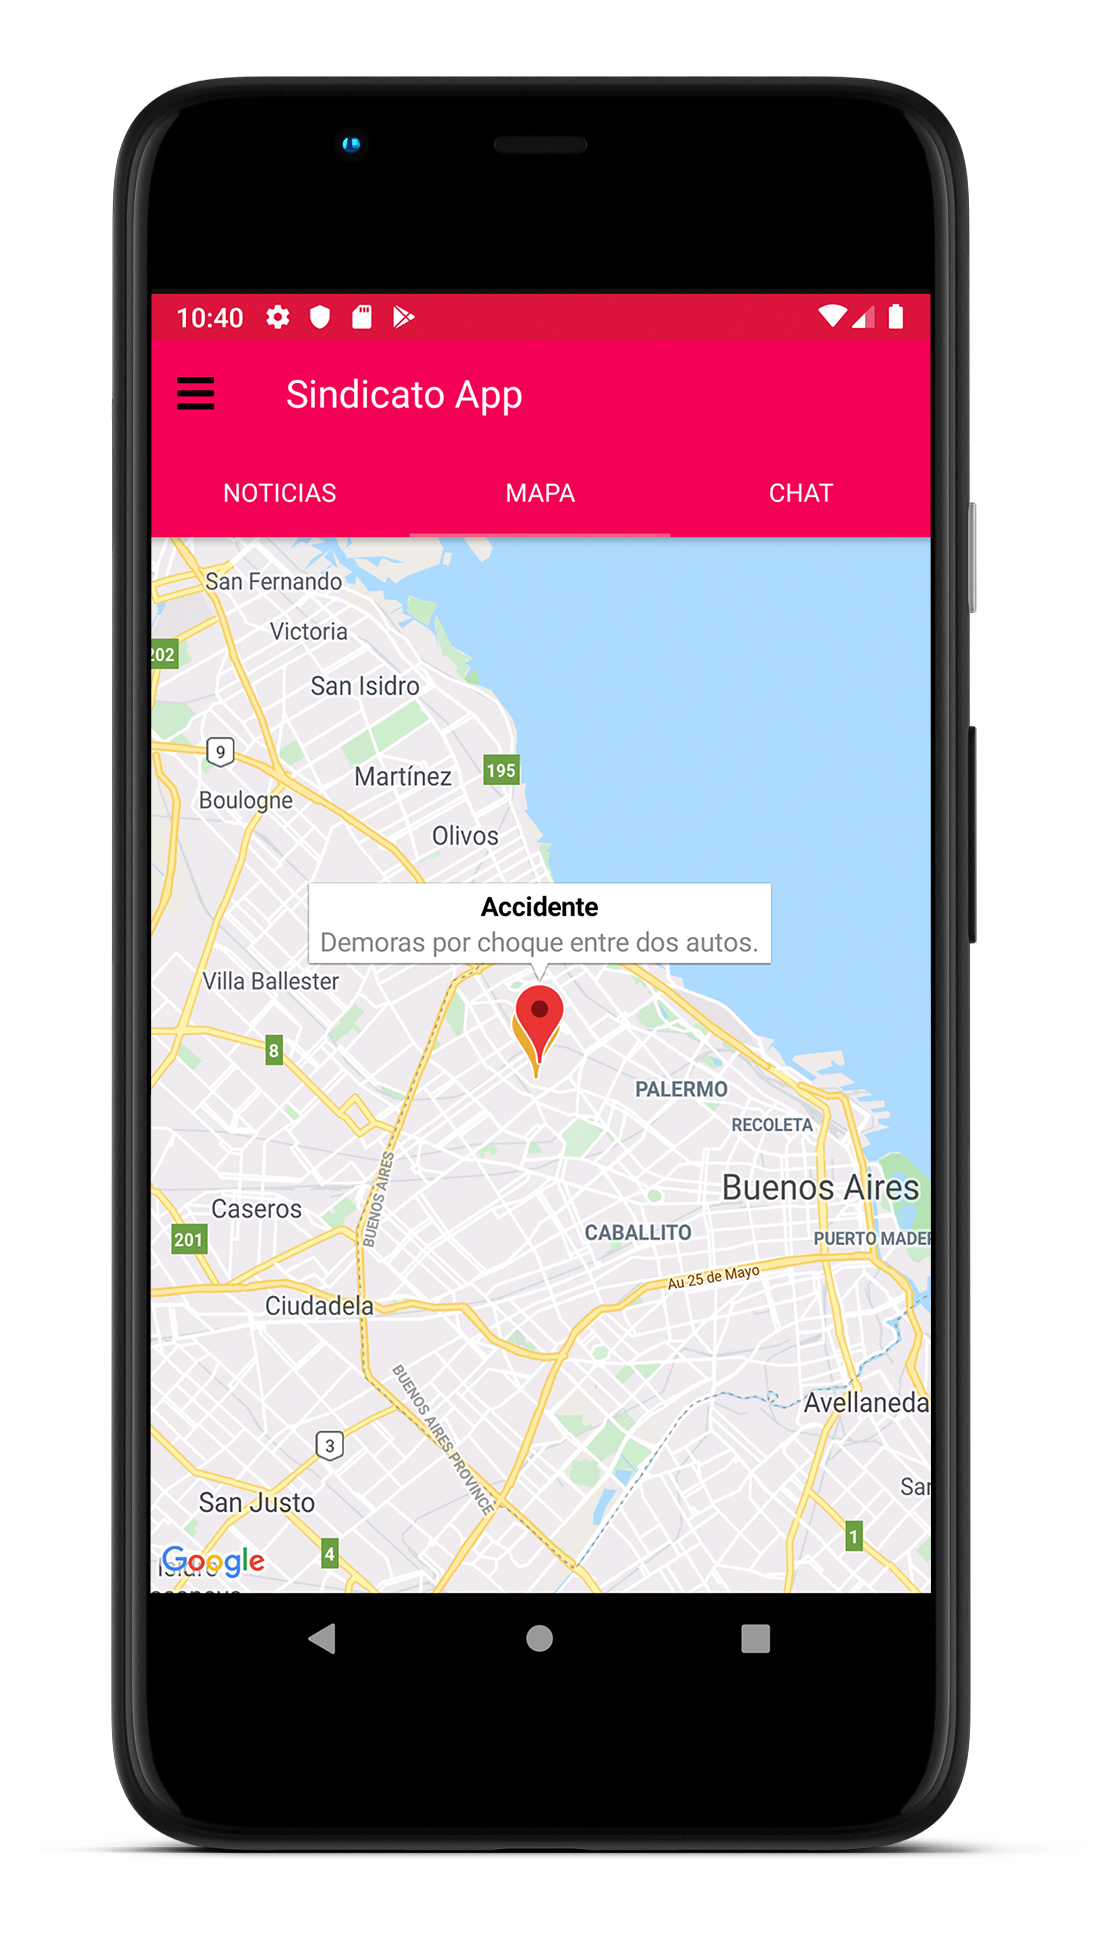 10:40
Sindicato App
NOTICIAS MAPA CHAT
San Fernando
Victoria
202
San Isidro
9
195
Martínez
Boulogne
Olivos
Accidente
Demoras por choque entre dos autos.
Villa Ballester
8
PALERMO
RECOLETA
BUENOS AIRES
Buenos Aires
Caseros
CABALLITO
201
PUERTO MADER
Au 25 de Mayo
Ciudadela
BUENOS AIRES PROVINCE
Avellaneda
3
San
San Justo
1
4
Google